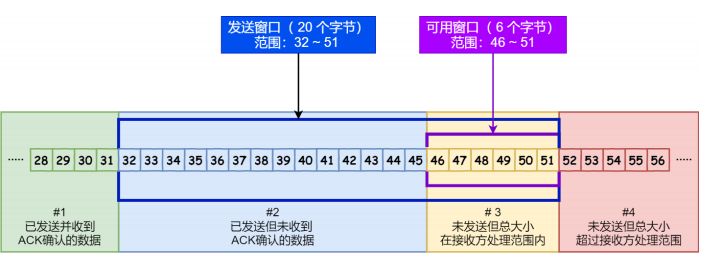 发送窗口（ 20 个字节）
范围：32 ~ 51
可用窗口（ 6 个字节）
范围：46 ~ 51
..... 28 29 30 31 32 33 34 35 36 37 38 39 40 41 42 43 44 45 46 47 48 49 50 51 52 53 54 55 56 .....
#1
已发送并收到
ACK确认的数据
#2
已发送但未收到
ACK确认的数据
# 3
未发送但总大小
在接收方处理范围内
#4
未发送但总大小
超过接收方处理范围